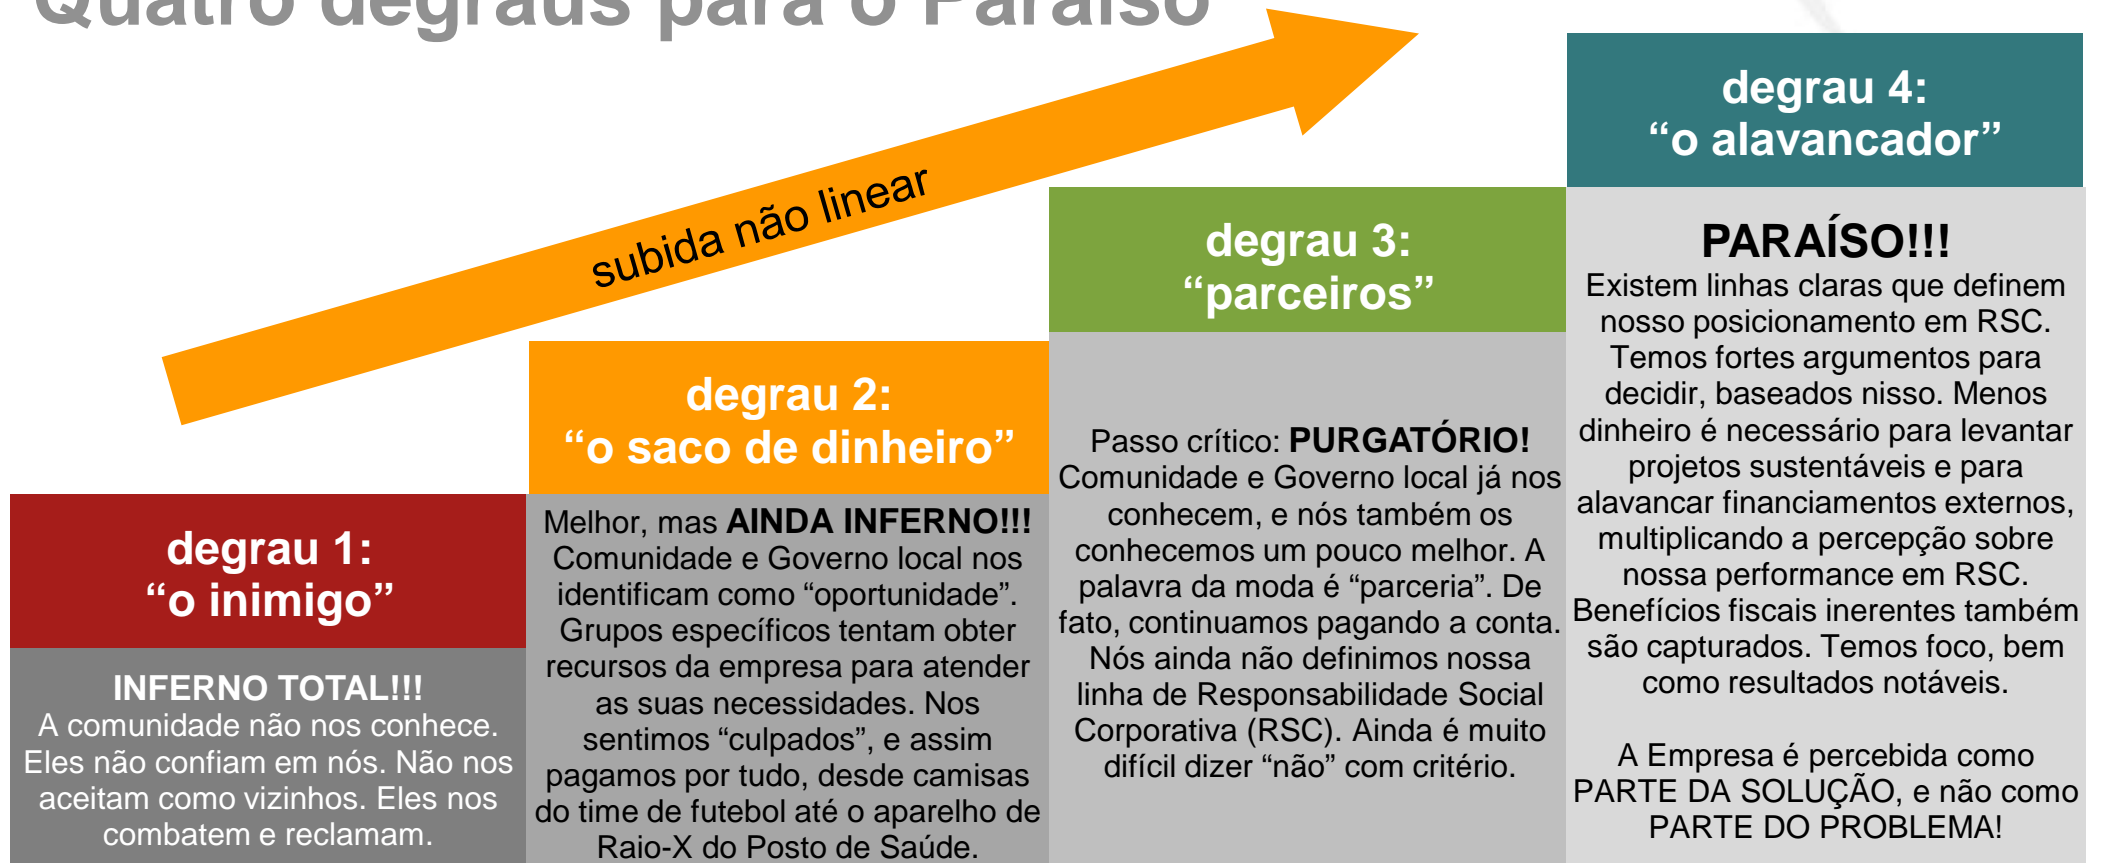 Quatro degraus para o Paraíso
subida não linear
degrau 1:
“o inimigo”
INFERNO TOTAL!!!
A comunidade não nos conhece.
Eles não confiam em nós. Não nos
aceitam como vizinhos. Eles nos
combatem e reclamam.
degrau 2:
“o saco de dinheiro”
Melhor, mas AINDA INFERNO!!!
Comunidade e Governo local nos
identificam como “oportunidade”.
Grupos específicos tentam obter
recursos da empresa para atender
as suas necessidades. Nos
sentimos “culpados”, e assim
pagamos por tudo, desde camisas
do time de futebol até o aparelho de
Raio-X do Posto de Saúde.
degrau 3:
“parceiros”
Passo crítico: PURGATÓRIO!
Comunidade e Governo local já nos
conhecem, e nós também os
conhecemos um pouco melhor. A
palavra da moda é “parceria”. De
fato, continuamos pagando a conta.
Nós ainda não definimos nossa
linha de Responsabilidade Social
Corporativa (RSC). Ainda é muito
difícil dizer “não” com critério.
degrau 4:
“o alavancador”
PARAÍSO!!!
Existem linhas claras que definem
nosso posicionamento em RSC.
Temos fortes argumentos para
decidir, baseados nisso. Menos
dinheiro é necessário para levantar
projetos sustentáveis e para
alavancar financiamentos externos,
multiplicando a percepção sobre
nossa performance em RSC.
Benefícios fiscais inerentes também
são capturados. Temos foco, bem
como resultados notáveis.
A Empresa é percebida como
PARTE DA SOLUÇÃO, e não como
PARTE DO PROBLEMA!